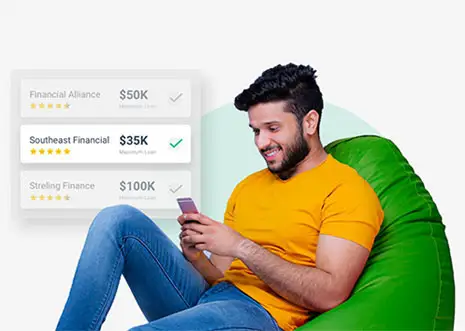 Financial Alliance
$50K
Maximum Loan
Southeast Financial
$35K
Maximum Loan
Streling Finance
$100K
Maximum Loan